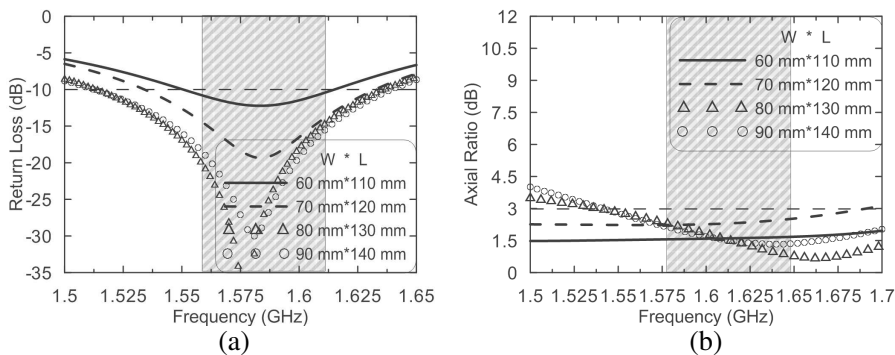 0
-5
-10
-15
-20
-25
-30
-35
Return Loss (dB)
W * L
60 mm*110 mm
70 mm*120 mm
80 mm*130 mm
90 mm*140 mm
1.5 1.525 1.55 1.575 1.6 1.625 1.65
Frequency (GHz)
(a)
12
10.5
9
7.5
6
4.5
3
1.5
0
Axial Ratio (dB)
W * L
60 mm*110 mm
70 mm*120 mm
80 mm*130 mm
90 mm*140 mm
1.5 1.525 1.55 1.575 1.6 1.625 1.65 1.675 1.7
Frequency (GHz)
(b)